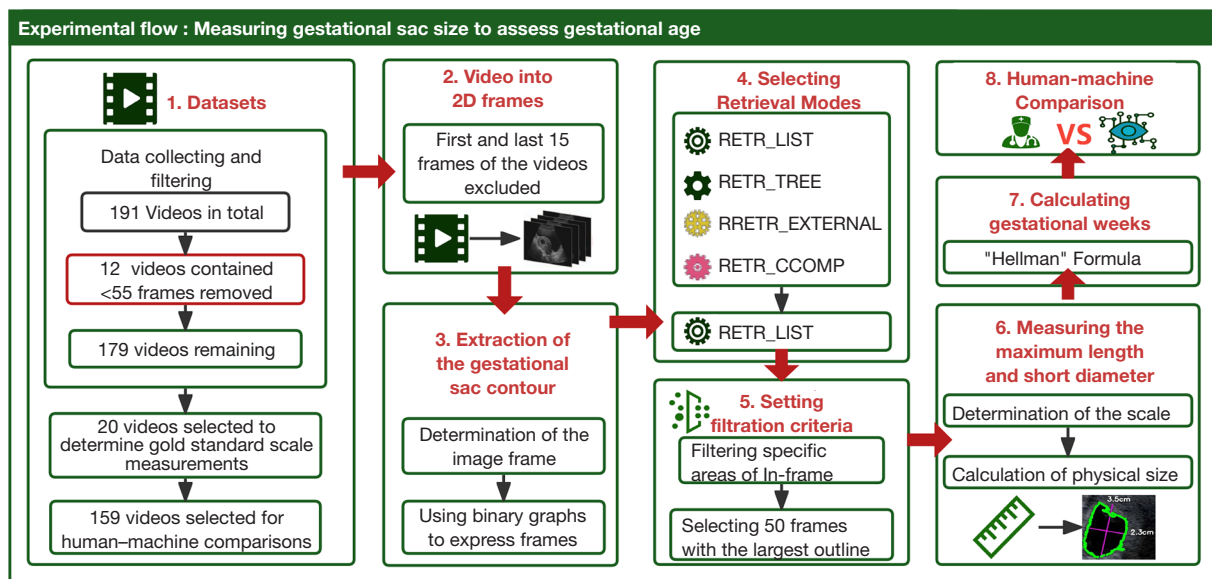 Experimental flow : Measuring gestational sac size to assess gestational age
1. Datasets
Data collecting and
filtering
191 Videos in total
12 videos contained
<55 frames removed
179 videos remaining
20 videos selected to
determine gold standard scale
measurements
159 videos selected for
human–machine comparisons
2. Video into
2D frames
First and last 15
frames of the videos
excluded
3. Extraction of
the gestational
sac contour
Determination of the
image frame
Using binary graphs
to express frames
4. Selecting
Retrieval Modes
RETR_LIST
RETR_TREE
RRETR_EXTERNAL
RETR_CCOMP
RETR_LIST
5. Setting
filtration criteria
Filtering specific
areas of In-frame
Selecting 50 frames
with the largest outline
6. Measuring the
maximum length
and short diameter
Determination of the scale
Calculation of physical size
3.5cm
2.3cm
7. Calculating
gestational weeks
"Hellman" Formula
8. Human-machine
Comparison
VS